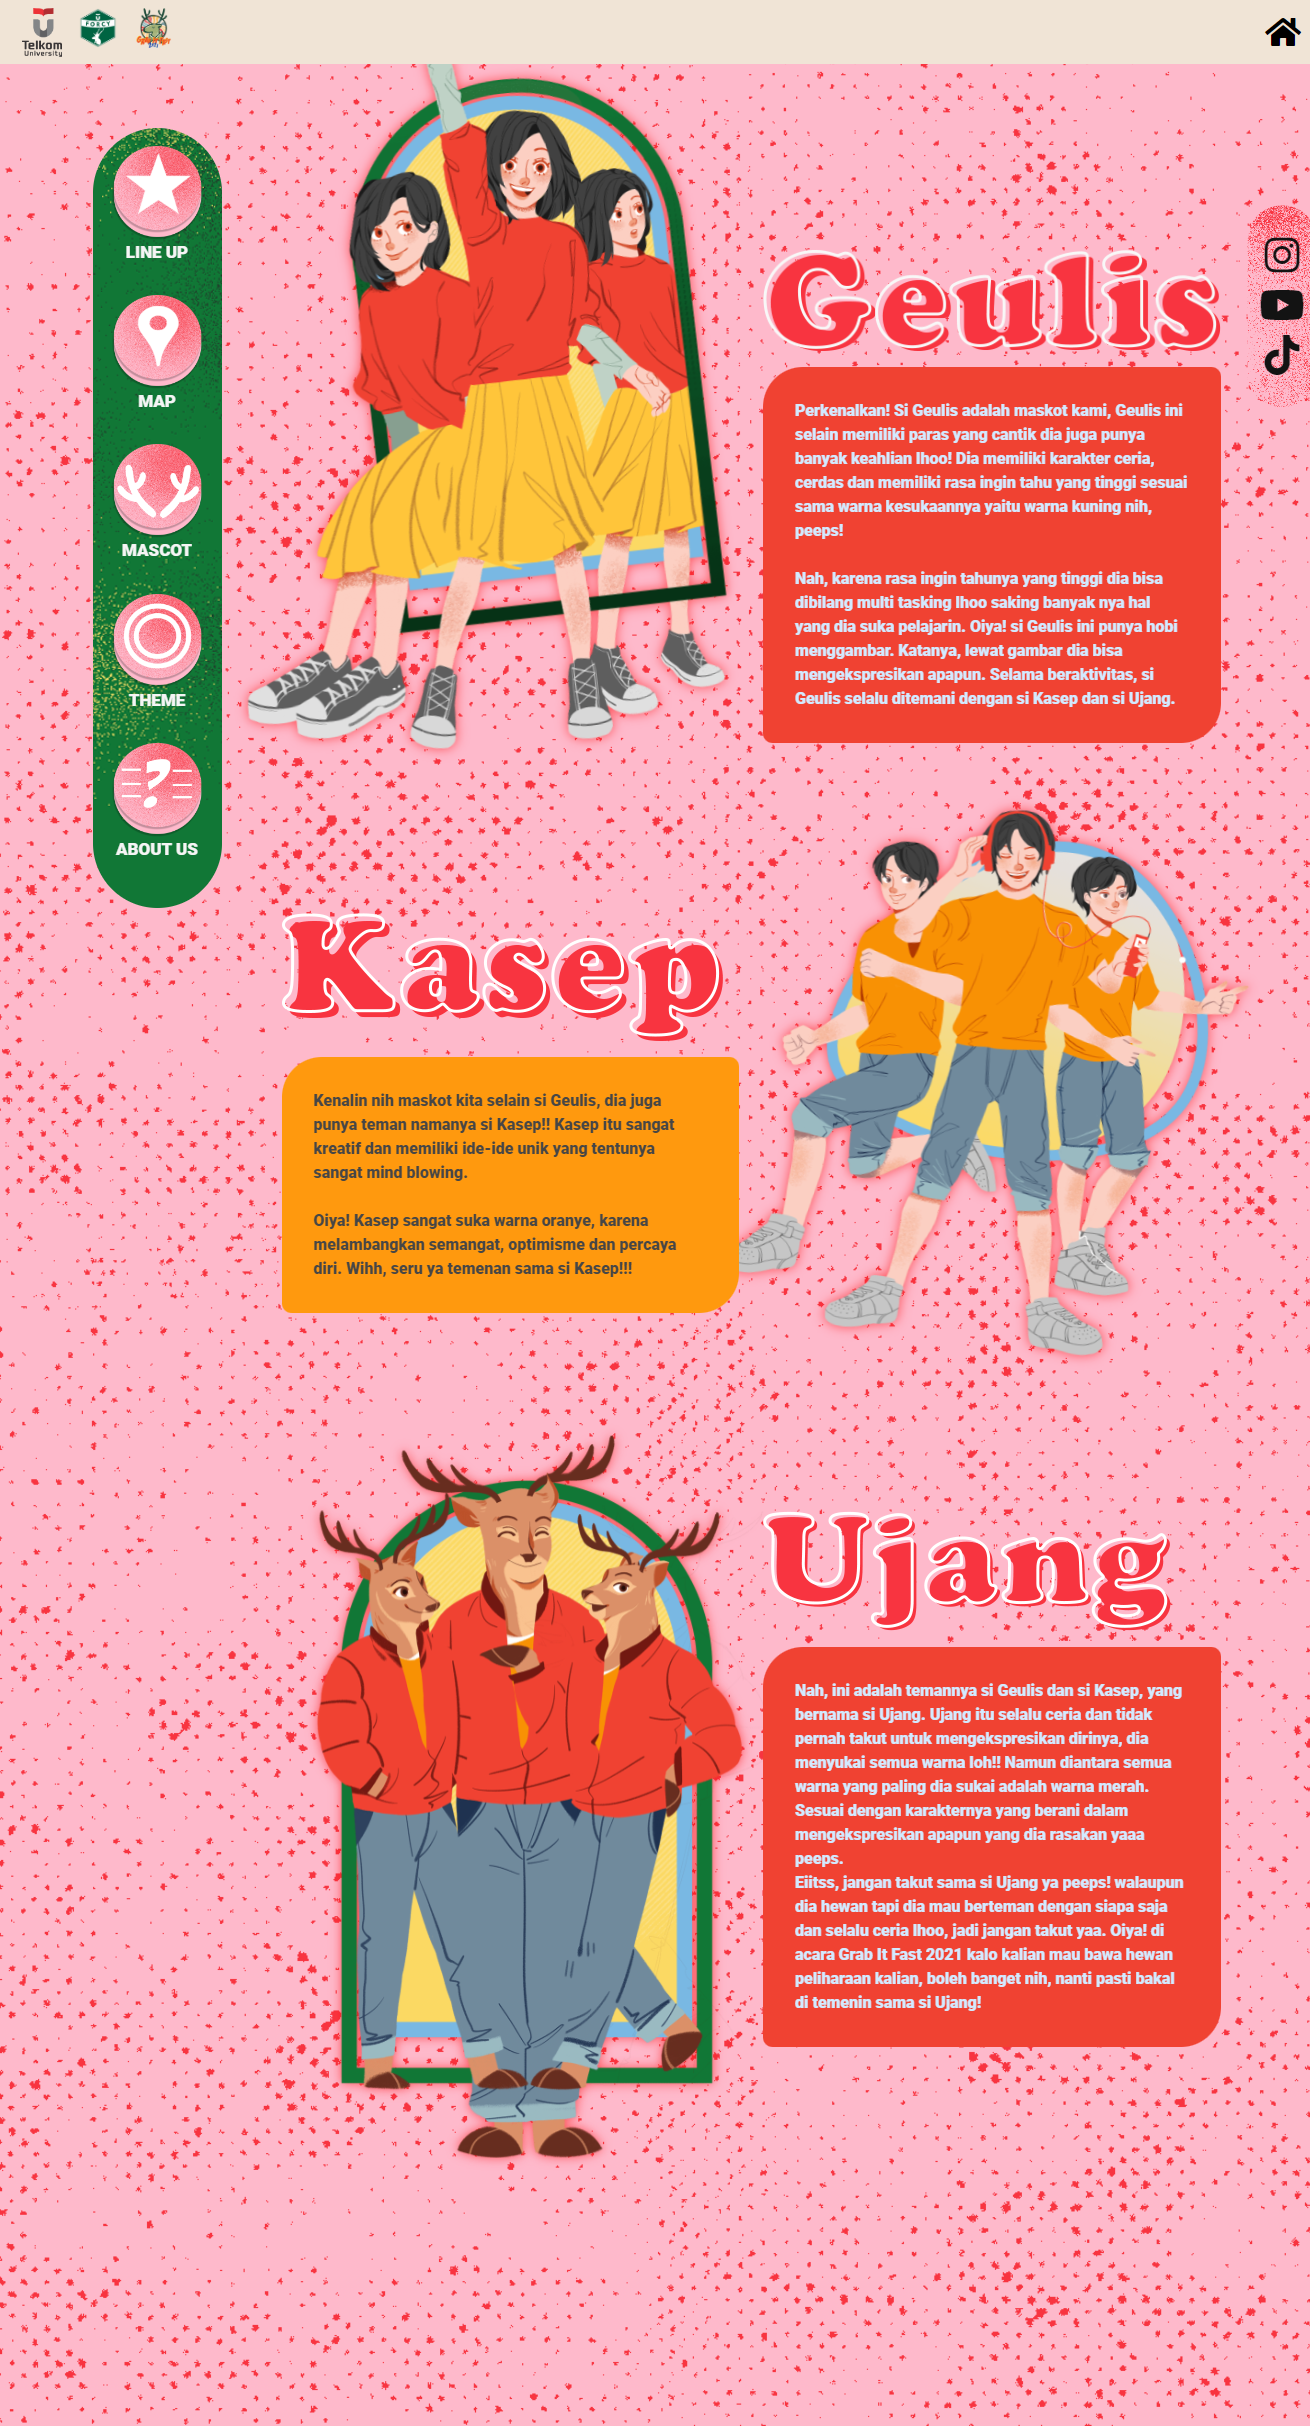 Telkom
University
FORCT
LINE UP
MAP
MASCOT
THEME
ABOUT US
Geulis
Perkenalkan! Si Geulis adalah maskot kami, Geulis ini
selain memiliki paras yang cantik dia juga punya
banyak keahlian lhoo! Dia memiliki karakter ceria,
cerdas dan memiliki rasa ingin tahu yang tinggi sesuai
sama warna kesukaannya yaitu warna kuning nih,
peeps!
Nah, karena rasa ingin tahunya yang tinggi dia bisa
dibilang multi tasking lhoo saking banyak nya hal
yang dia suka pelajarin. Oiya! si Geulis ini punya hobi
menggambar. Katanya, lewat gambar dia bisa
mengekspresikan apapun. Selama beraktivitas, si
Geulis selalu ditemani dengan si Kasep dan si Ujang.
Kasep
Kenalin nih maskot kita selain si Geulis, dia juga
punya teman namanya si Kasep!! Kasep itu sangat
kreatif dan memiliki ide-ide unik yang tentunya
sangat mind blowing.
Oiya! Kasep sangat suka warna oranye, karena
melambangkan semangat, optimisme dan percaya
diri. Wihh, seru ya temenan sama si Kasep!!!
Ujang
Nah, ini adalah temannya si Geulis dan si Kasep, yang
bernama si Ujang. Ujang itu selalu ceria dan tidak
pernah takut untuk mengekspresikan dirinya, dia
menyukai semua warna loh!! Namun diantara semua
warna yang paling dia sukai adalah warna merah.
Sesuai dengan karakternya yang berani dalam
mengekspresikan apapun yang dia rasakan yaaa
peeps.
Eiitss, jangan takut sama si Ujang ya peeps! walaupun
dia hewan tapi dia mau berteman dengan siapa saja
dan selalu ceria lhoo, jadi jangan takut yaa. Oiya! di
acara Grab It Fast 2021 kalo kalian mau bawa hewan
peliharaan kalian, boleh banget nih, nanti pasti bakal
di temenin sama si Ujang!